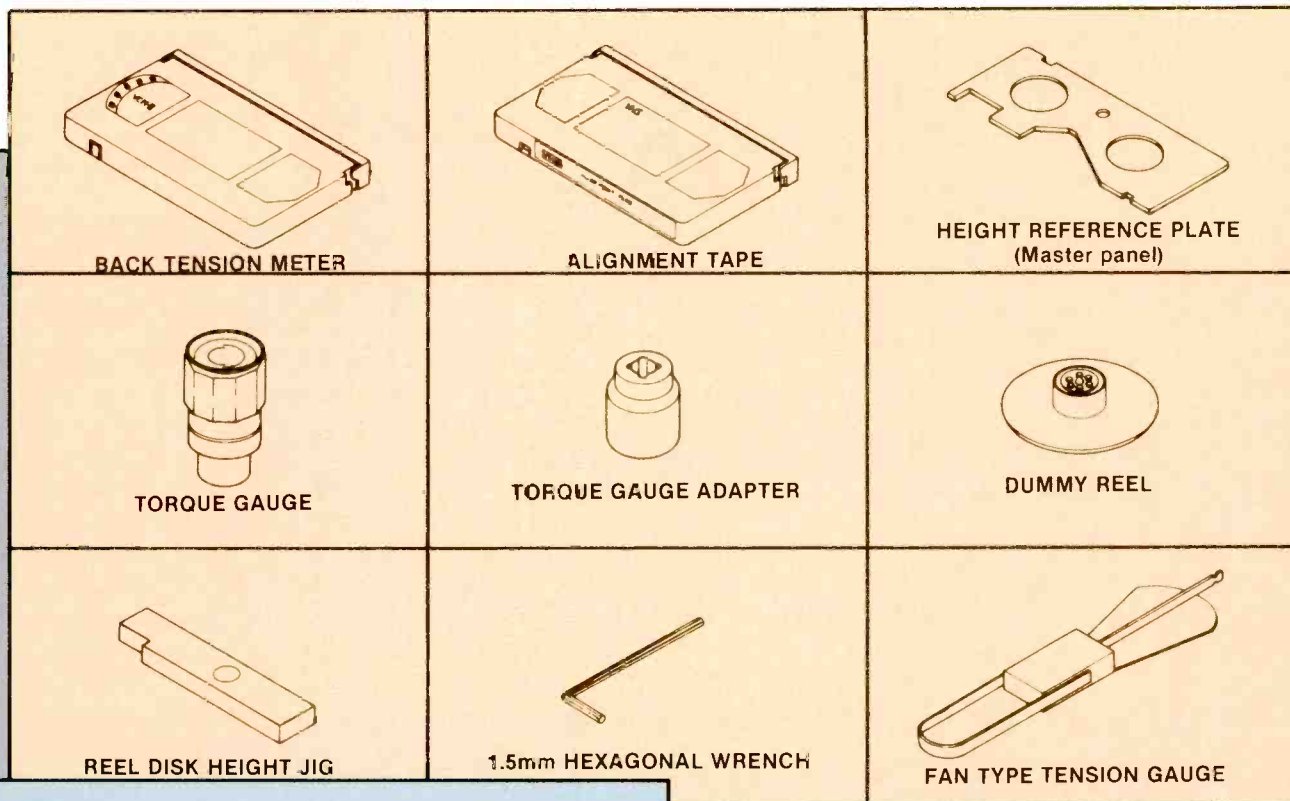 BACK TENSION METER
ALIGNMENT TAPE
HEIGHT REFERENCE PLATE
(Master panel)
TORQUE GAUGE
TORQUE GAUGE ADAPTER
DUMMY REEL
REEL DISK HEIGHT JIG
1.5mm HEXAGONAL WRENCH
FAN TYPE TENSION GAUGE